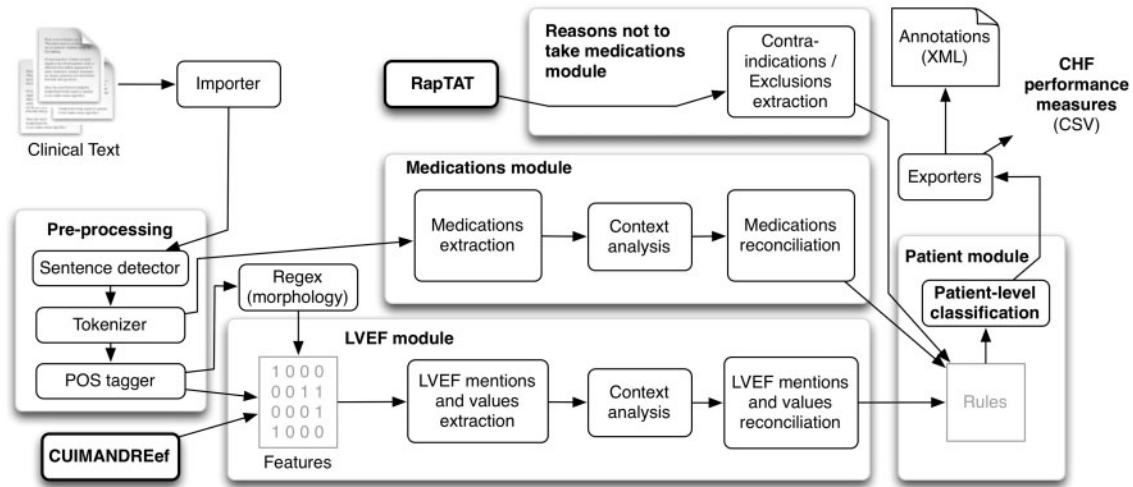 Clinical Text
Importer
RapTAT
Reasons not to
take medications
module
Contra-
indications /
Exclusions
extraction
Annotations
(XML)
CHF
performance
measures
(CSV)
Exporters
Pre-processing
Sentence detector
Tokenizer
POS tagger
Regex
(morphology)
CUIMANDREef
Medications module
Medications
extraction
Context
analysis
Medications
reconciliation
LVEF module
1 0 0 0
0 0 1 1
0 0 0 1
1 0 0 0
Features
LVEF mentions
and values
extraction
Context
analysis
LVEF mentions
and values
reconciliation
Patient module
Patient-level
classification
Rules